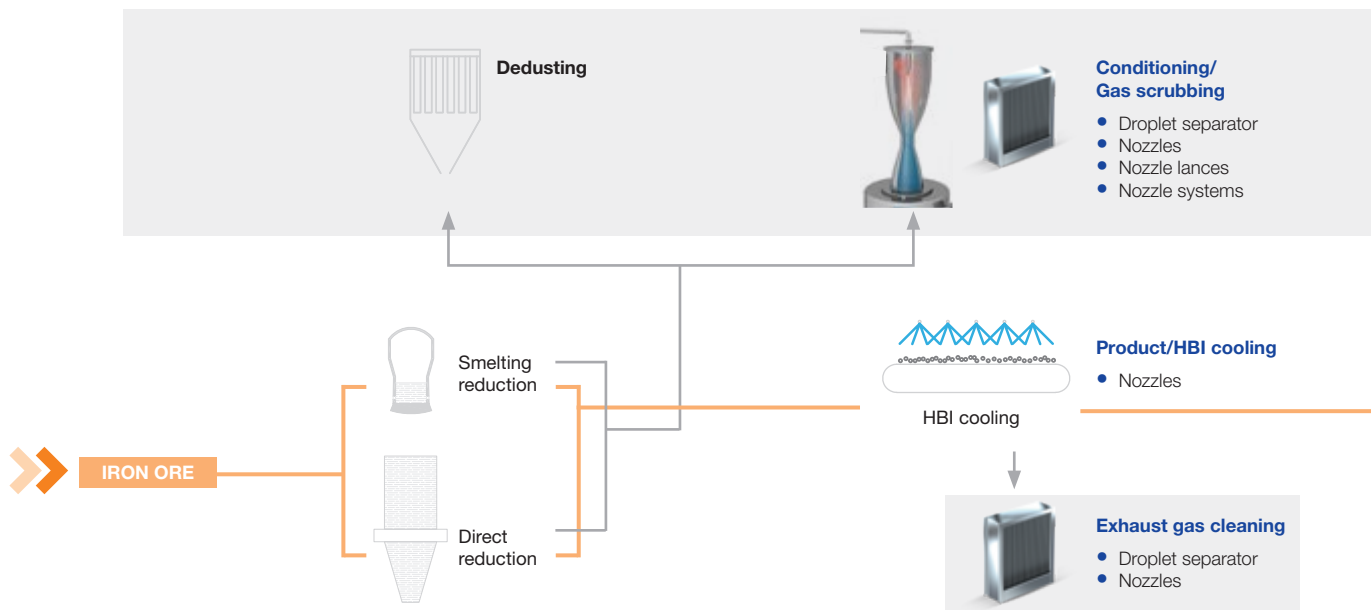 Dedusting
Conditioning/
Gas scrubbing
• Droplet separator
• Nozzles
• Nozzle lances
• Nozzle systems
Smelting
reduction
Product/HBI cooling
• Nozzles
HBI cooling
IRON ORE
Direct
reduction
Exhaust gas cleaning
• Droplet separator
• Nozzles